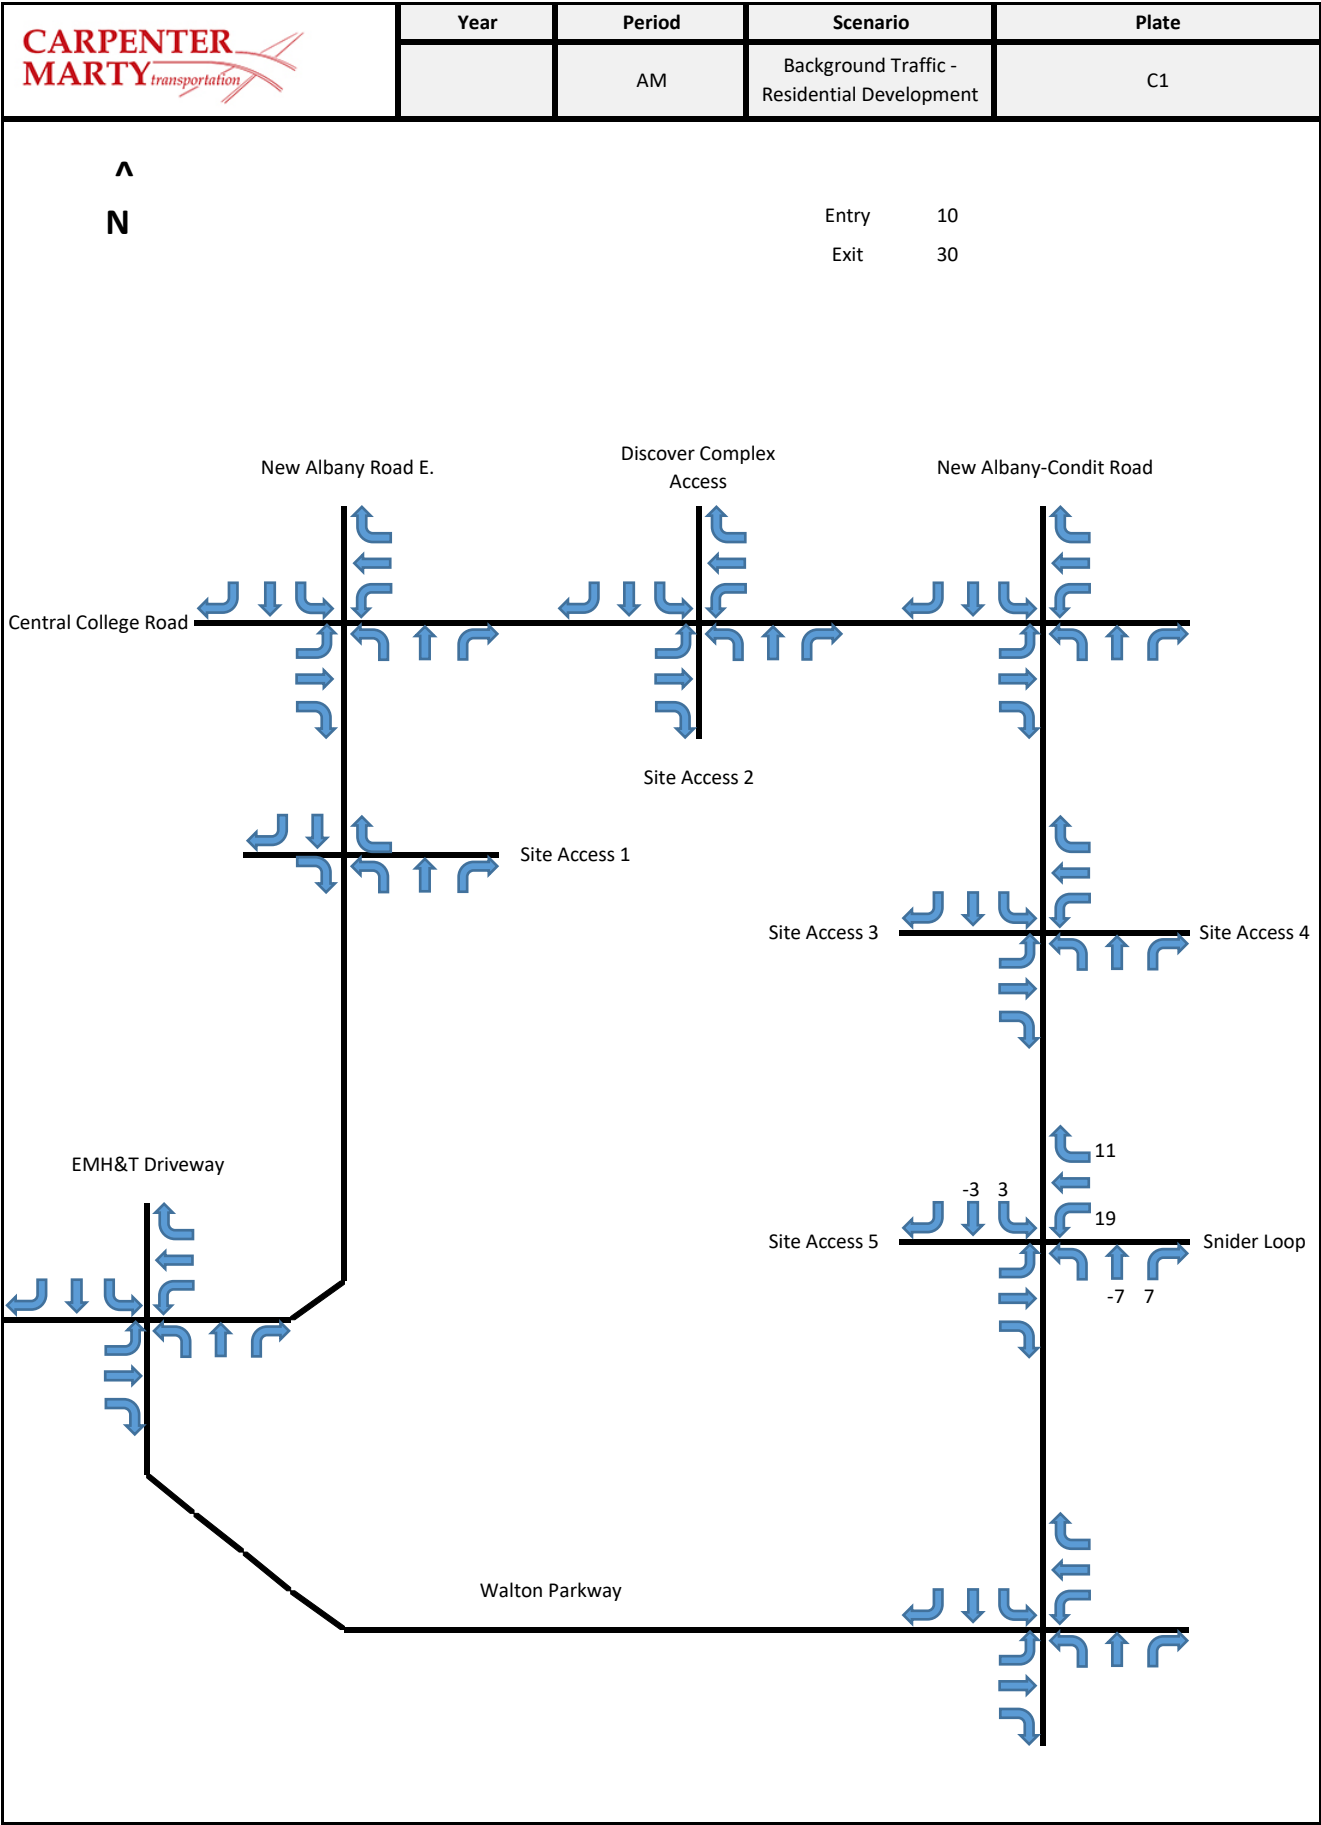 CARPENTER
MARTY transportation
Year Period Scenario Plate
AM Background Traffic -
Residential Development C1
^
N
Entry 10
Exit 30
Discover Complex
Access
New Albany Road E.
New Albany-Condit Road
Central College Road
Site Access 2
Site Access 1
Site Access 3
Site Access 4
EMH&T Driveway
11
-3 3
19
Site Access 5
Snider Loop
-7 7
Walton Parkway